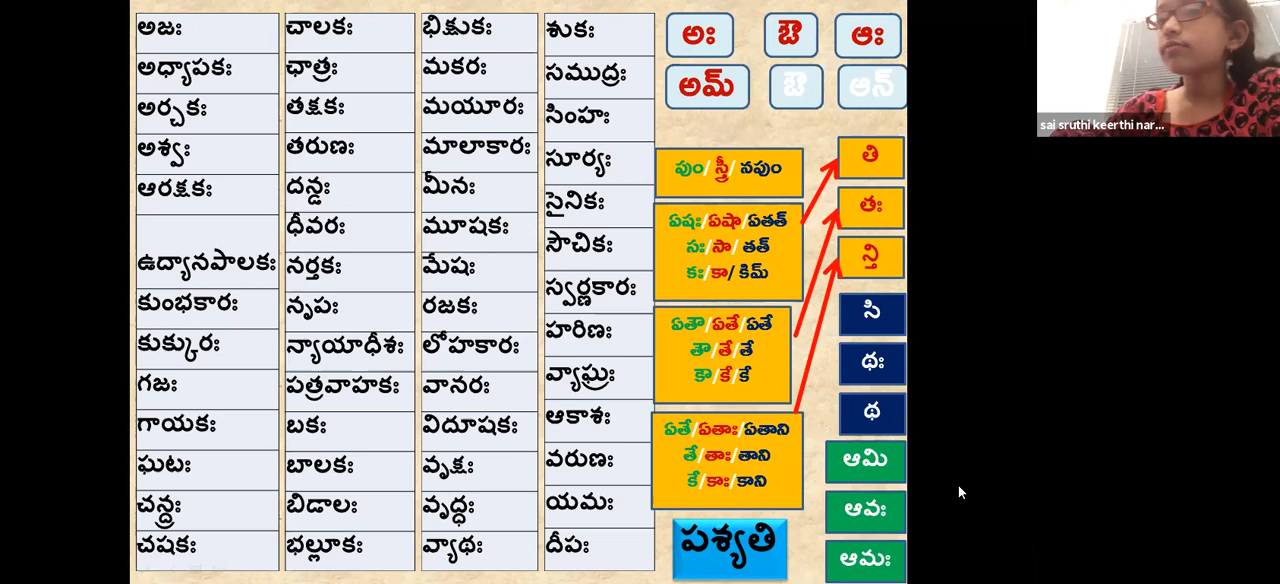 అజః
అధ్యాపకః
అర్చకః
అశ్వః
ఆరక్షకః
ఉద్యానపాలకః
కుంభకారః
కుక్కురః
గజః
గాయకః
ఘటః
చన్ద్రః
చషకః
చాలకః
ఛాత్రః
తక్షకః
తరుణః
దన్డః
ధీవరః
నర్తకః
నృపః
న్యాయాధీశః
పత్రవాహకః
బకః
బాలకః
బిడాలః
భల్లూకః
భిక్షుకః
మకరః
మయూరః
మాలాకారః
మీనః
మూషకః
మేషః
రజకః
లోహకారః
వానరః
విదూషకః
వృక్షః
వృద్ధః
వ్యాథః
శుకః
సముద్రః
సింహః
సూర్యః
సైనికః
సౌచికః
స్వర్ణకారః
హరిణః
వ్యాఘ్రః
ఆకాశః
వరుణః
యమః
దీపః
అః ఔ ఆః
అమ్ ఔ ఆన్
పుం/ స్త్రీ/ నపుం
ఏషః/ఏషా/ఏతత్
సః/సా/ తత్
కః/కా/ కిమ్
ఏతౌ/ఏతే/ఏతే
తౌ/తే/తే
కౌ/కే/కే
ఏతే/ఏతాః/ఏతాని
తే/తాః/తాని
కే/కాః/కాని
పశ్యతి
తి
తః
న్తి
సి
థః
థ
ఆమి
ఆవః
ఆమః
sai sruthi keerthi nar...